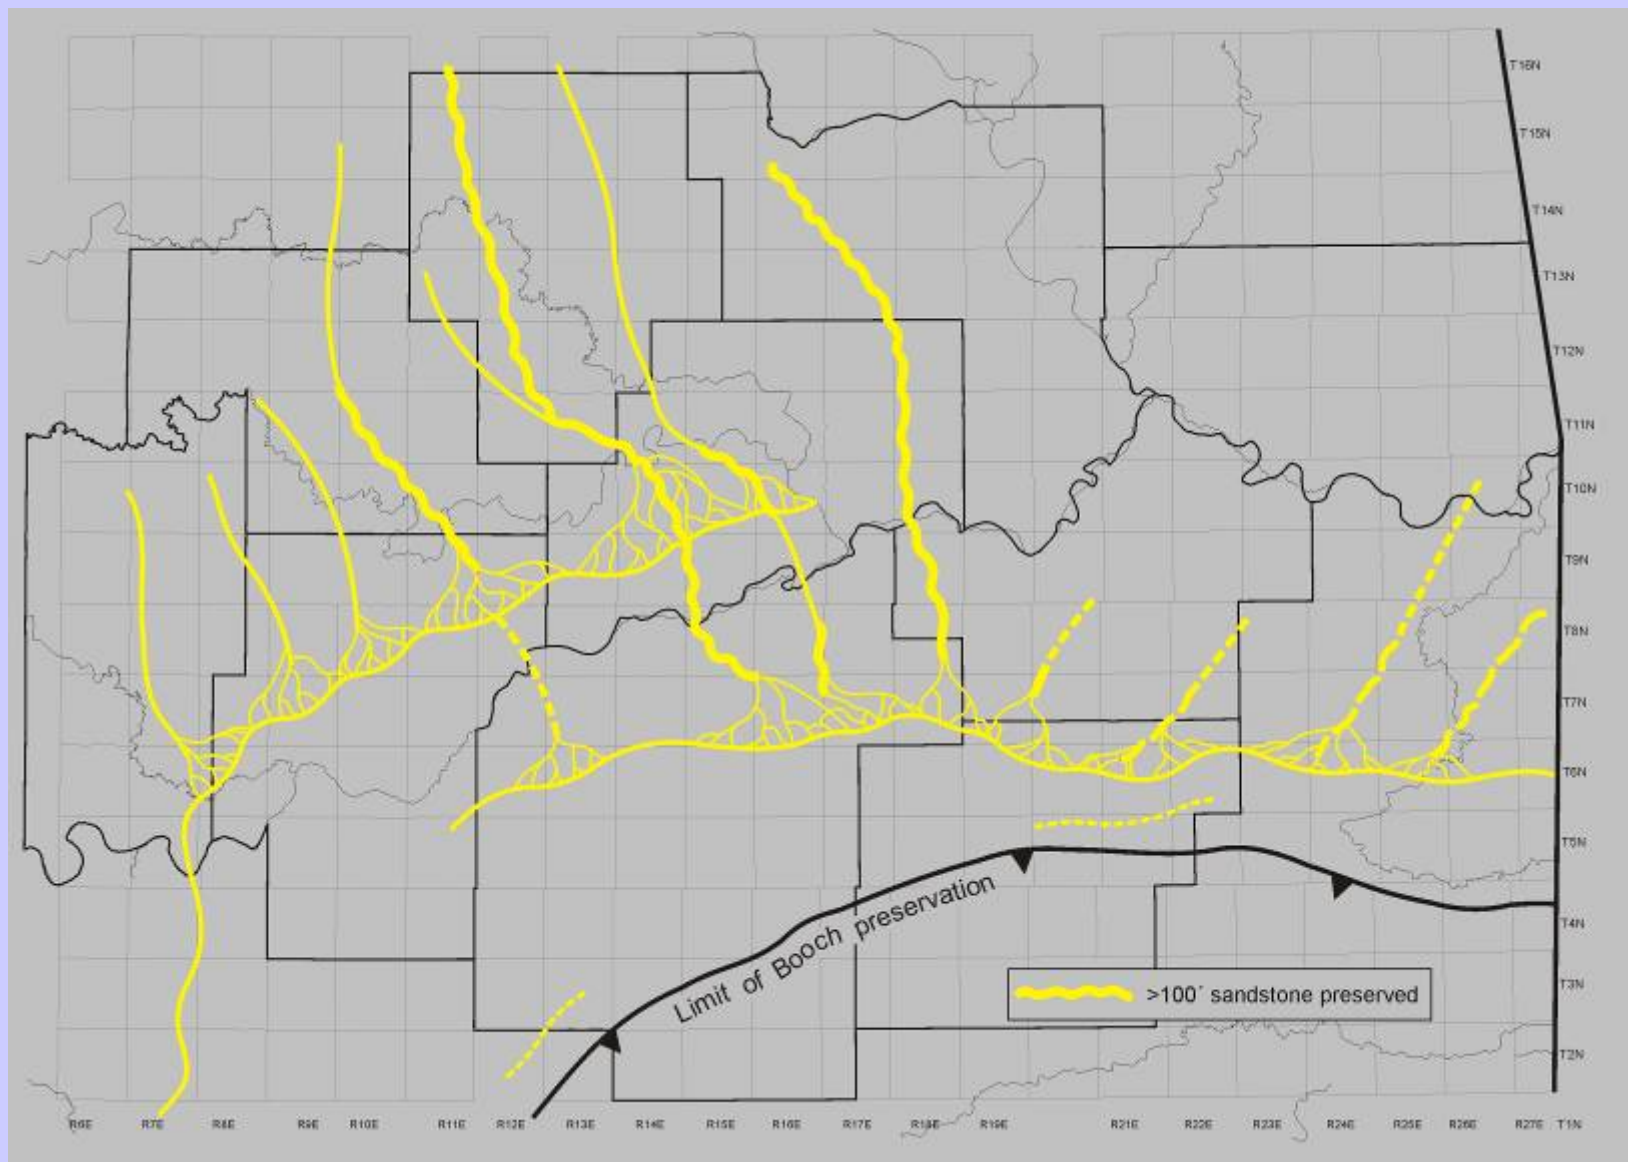 T16N
T15N
T14N
T13N
T12N
T11N
T10N
T9N
T8N
T7N
T6N
T5N
T4N
Limit of Booch preservation
>100' sandstone preserved
T3N
T2N
R6E R7E R8E R9E R10E R11E R12E R13E R14E R15E R16E R17E R18E R19E R21E R22E R23E R24E R25E R26E R27E T1N